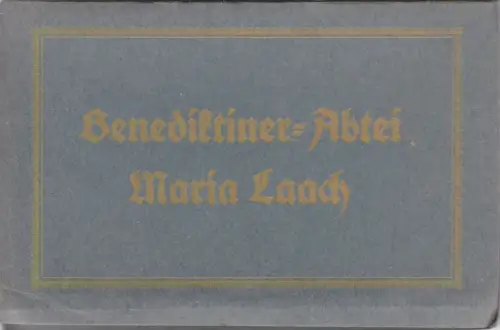 Benediktiner=Abtei
Maria Laach